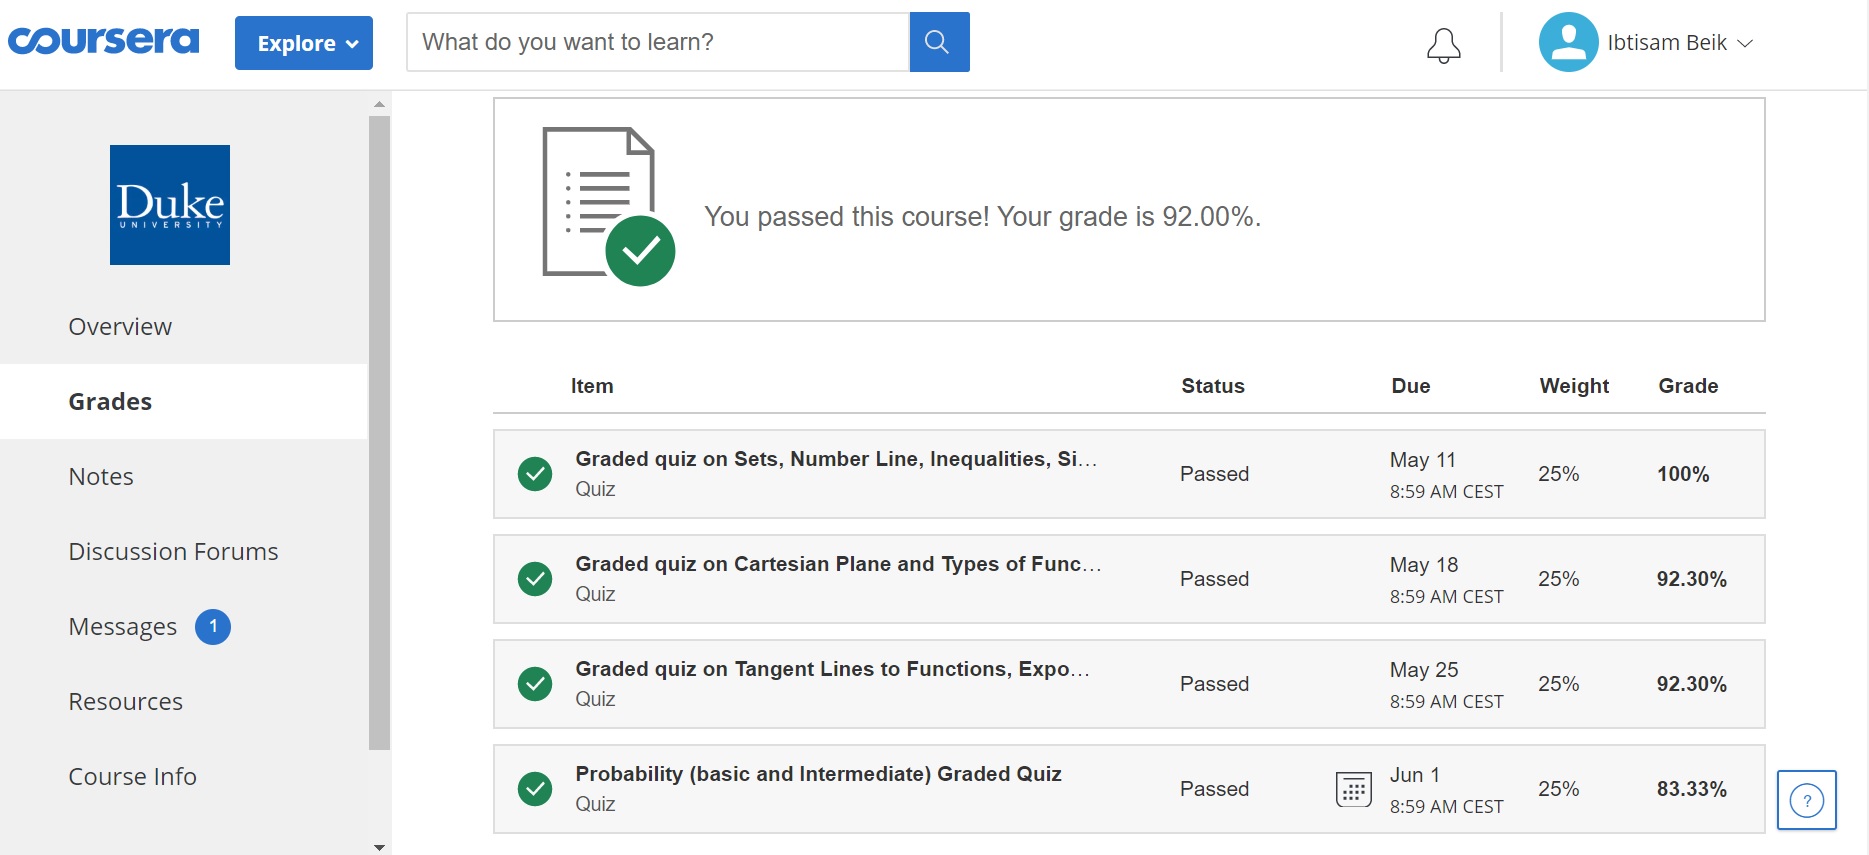 coursera
Explore
What do you want to learn?
Ibtisam Beik
Duke
UNIVERSITY
Overview
Grades
Notes
Discussion Forums
Messages 1
Resources
Course Info
You passed this course! Your grade is 92.00%.
Item Status Due Weight Grade
Graded quiz on Sets, Number Line, Inequalities, Si...
Quiz
Passed
May 11
8:59 AM CEST
25%
100%
Graded quiz on Cartesian Plane and Types of Func...
Quiz
Passed
May 18
8:59 AM CEST
25%
92.30%
Graded quiz on Tangent Lines to Functions, Expo...
Quiz
Passed
May 25
8:59 AM CEST
25%
92.30%
Probability (basic and Intermediate) Graded Quiz
Quiz
Passed
Jun 1
8:59 AM CEST
25%
83.33%
?